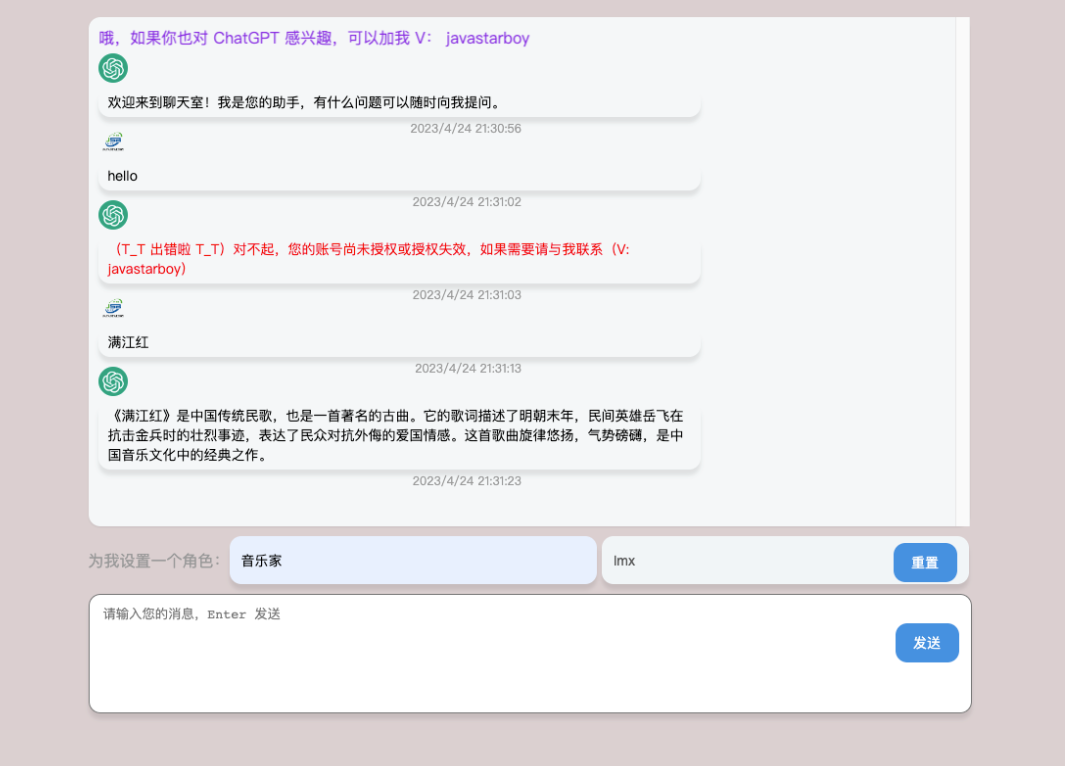 哦，如果你也对 ChatGPT 感兴趣，可以加我 V： javastarboy
欢迎来到聊天室！我是您的助手，有什么问题可以随时向我提问。
2023/4/24 21:30:56
hello
2023/4/24 21:31:02
（T_T 出错啦 T_T）对不起，您的账号尚未授权或授权失效，如果需要请与我联系（V:
javastarboy）
2023/4/24 21:31:03
满江红
2023/4/24 21:31:13
《满江红》是中国传统民歌，也是一首著名的古曲。它的歌词描述了明朝末年，民间英雄岳飞在
抗击金兵时的壮烈事迹，表达了民众对抗外侮的爱国情感。这首歌曲旋律悠扬，气势磅礴，是中
国音乐文化中的经典之作。
2023/4/24 21:31:23
为我设置一个角色：
音乐家
lmx
重置
请输入您的消息，Enter 发送
发送